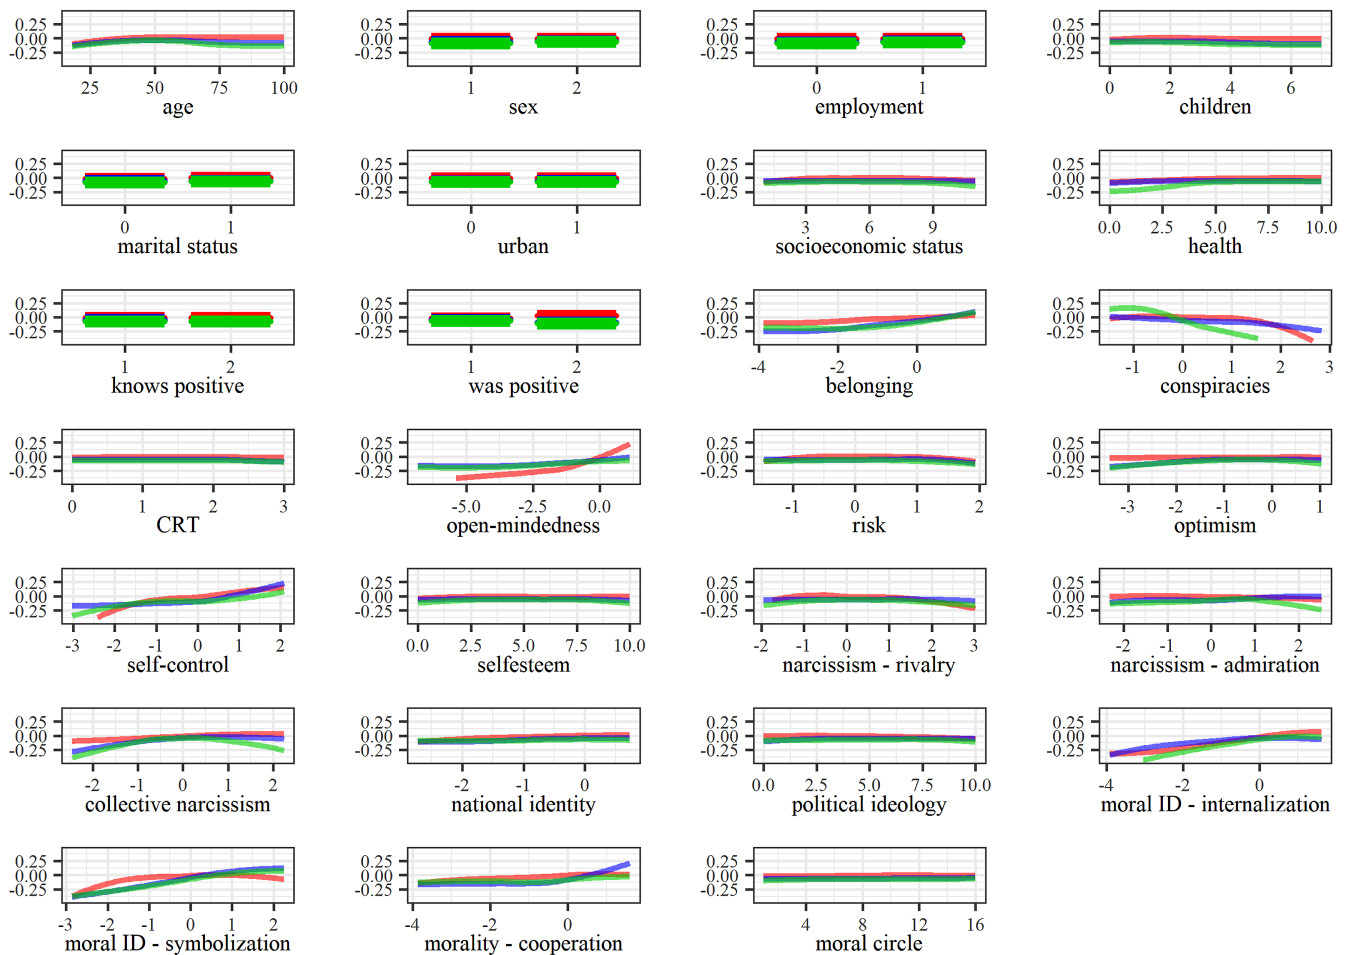 0.25
0.00
-0.25
25 50 75 100
age
0.25
0.00
-0.25
1 2
sex
0.25
0.00
-0.25
0 1
employment
0.25
0.00
-0.25
0 2 4 6
children
0.25
0.00
-0.25
0 1
marital status
0.25
0.00
-0.25
0 1
urban
0.25
0.00
-0.25
3 6 9
socioeconomic status
0.25
0.00
-0.25
0.0 2.5 5.0 7.5 10.0
health
0.25
0.00
-0.25
1 2
knows positive
0.25
0.00
-0.25
1 2
was positive
0.25
0.00
-0.25
-4 -2 0
belonging
0.25
0.00
-0.25
-1 0 1 2 3
conspiracies
0.25
0.00
-0.25
0 1 2 3
CRT
0.25
0.00
-0.25
-5.0 -2.5 0.0
open-mindedness
0.25
0.00
-0.25
-1 0 1 2
risk
0.25
0.00
-0.25
-3 -2 -1 0 1
optimism
0.25
0.00
-0.25
-3 -2 -1 0 1 2
self-control
0.25
0.00
-0.25
0.0 2.5 5.0 7.5 10.0
selfesteem
0.25
0.00
-0.25
-2 -1 0 1 2 3
narcissism - rivalry
0.25
0.00
-0.25
-2 -1 0 1 2
narcissism - admiration
0.25
0.00
-0.25
-2 -1 0 1 2
collective narcissism
0.25
0.00
-0.25
-2 -1 0
national identity
0.25
0.00
-0.25
0.0 2.5 5.0 7.5 10.0
political ideology
0.25
0.00
-0.25
-4 -2 0
moral ID - internalization
0.25
0.00
-0.25
-3 -2 -1 0 1 2
moral ID - symbolization
0.25
0.00
-0.25
-4 -2 0
morality - cooperation
0.25
0.00
-0.25
4 8 12 16
moral circle